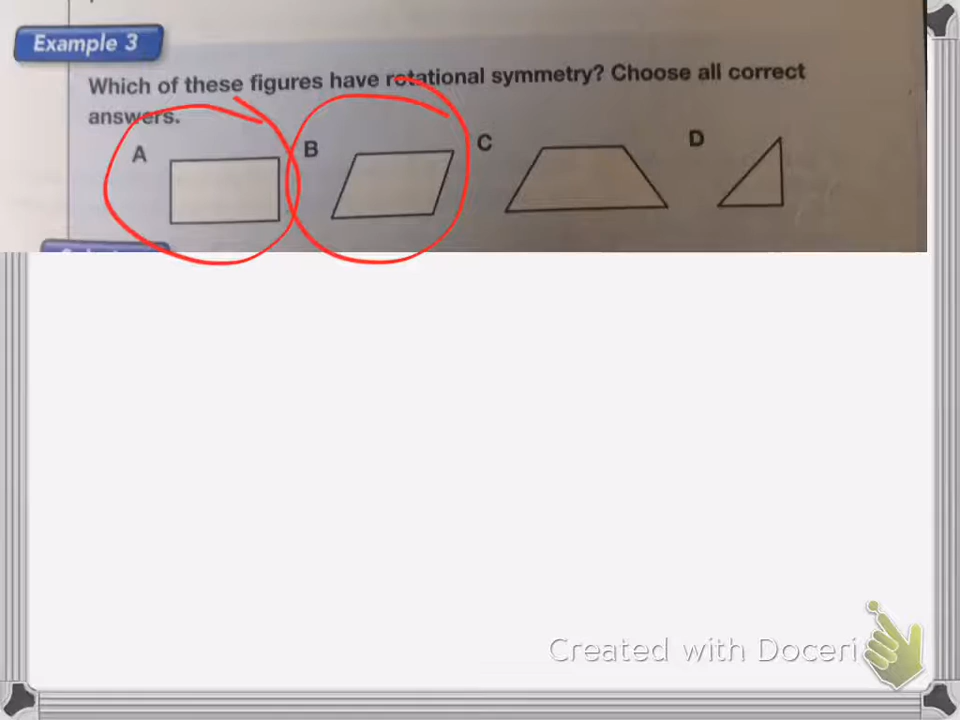 Example 3
Which of these figures have rotational symmetry? Choose all correct
answers.
A B C D
Created with Doceri